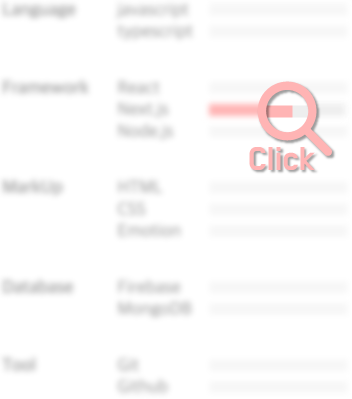 Language javascript
typescript
Framework React
Next.js
Node.js
Click
MarkUp HTML
CSS
Emotion
Database Firebase
MongoDB
Tool Git
Github